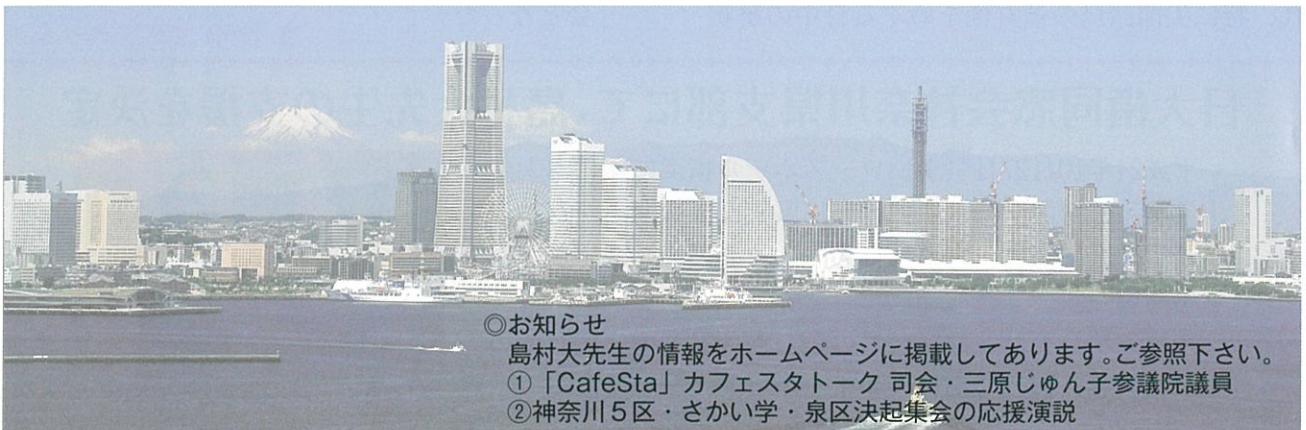 ◎お知らせ
島村大先生の情報をホームページに掲載してあります。ご参照下さい。
①「CafeSta」カフェスタトーク 司会・三原じゅん子参議院議員
②神奈川5区・さかい学・泉区決起集会の応援演説